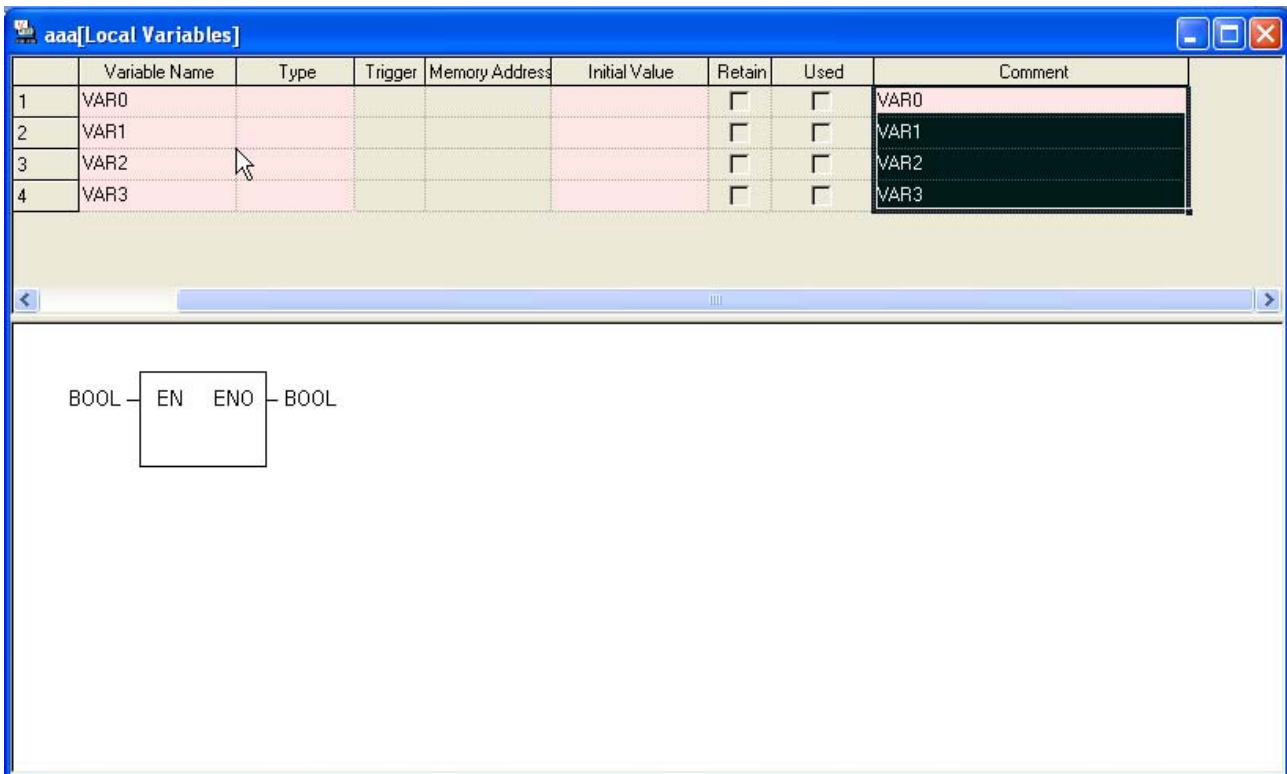 aaa[Local Variables]
Variable Name Type Trigger Memory Address Initial Value Retain Used Comment
1 VAR0 VAR0
2 VAR1 VAR1
3 VAR2 VAR2
4 VAR3 VAR3
BOOL EN ENO BOOL